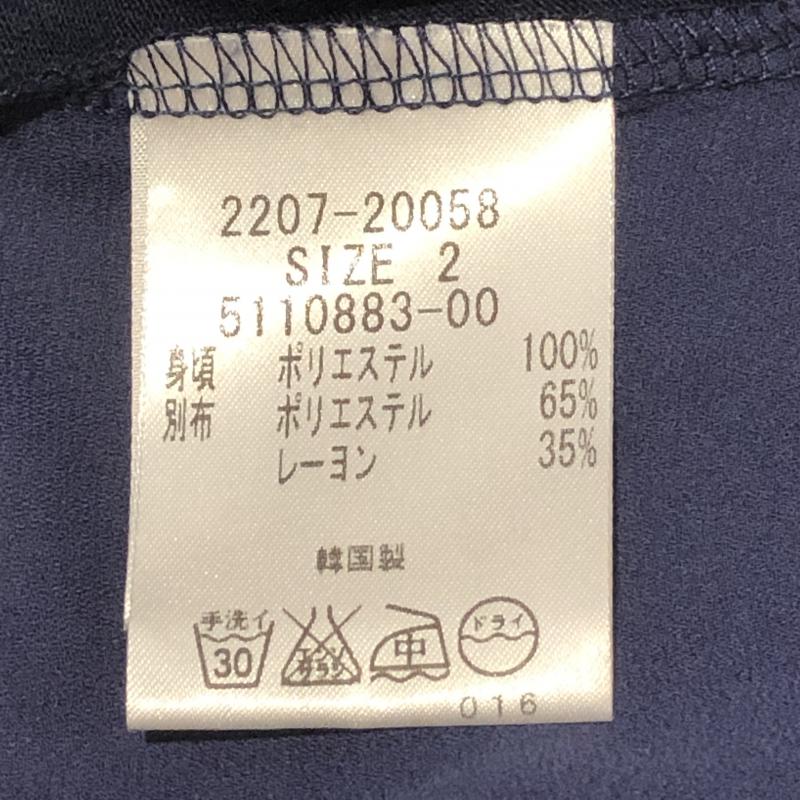 2207-20058
SIZE 2
5110883-00
身頃 ポリエステル 100%
別布 ポリエステル 65%
レーヨン 35%
韓国製
手洗イ 30
エンソ サラシ
中
ドライ
016